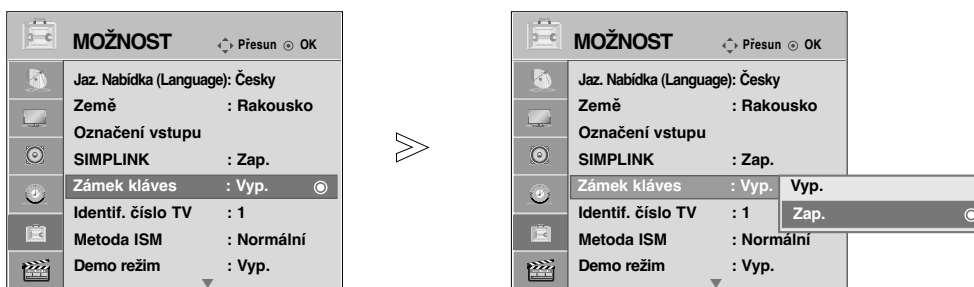 MOŽNOST Přesun OK
Jaz. Nabídka (Language): Česky
Země : Rakousko
Označení vstupu
SIMPLINK : Zap.
Zámek kláves : Vyp.
Identif. číslo TV : 1
Metoda ISM : Normální
Demo režim : Vyp.
MOŽNOST Přesun OK
Jaz. Nabídka (Language): Česky
Země : Rakousko
Označení vstupu
SIMPLINK : Zap.
Zámek kláves : Vyp. Vyp.
Identif. číslo TV : 1 Zap.
Metoda ISM : Normální
Demo režim : Vyp.